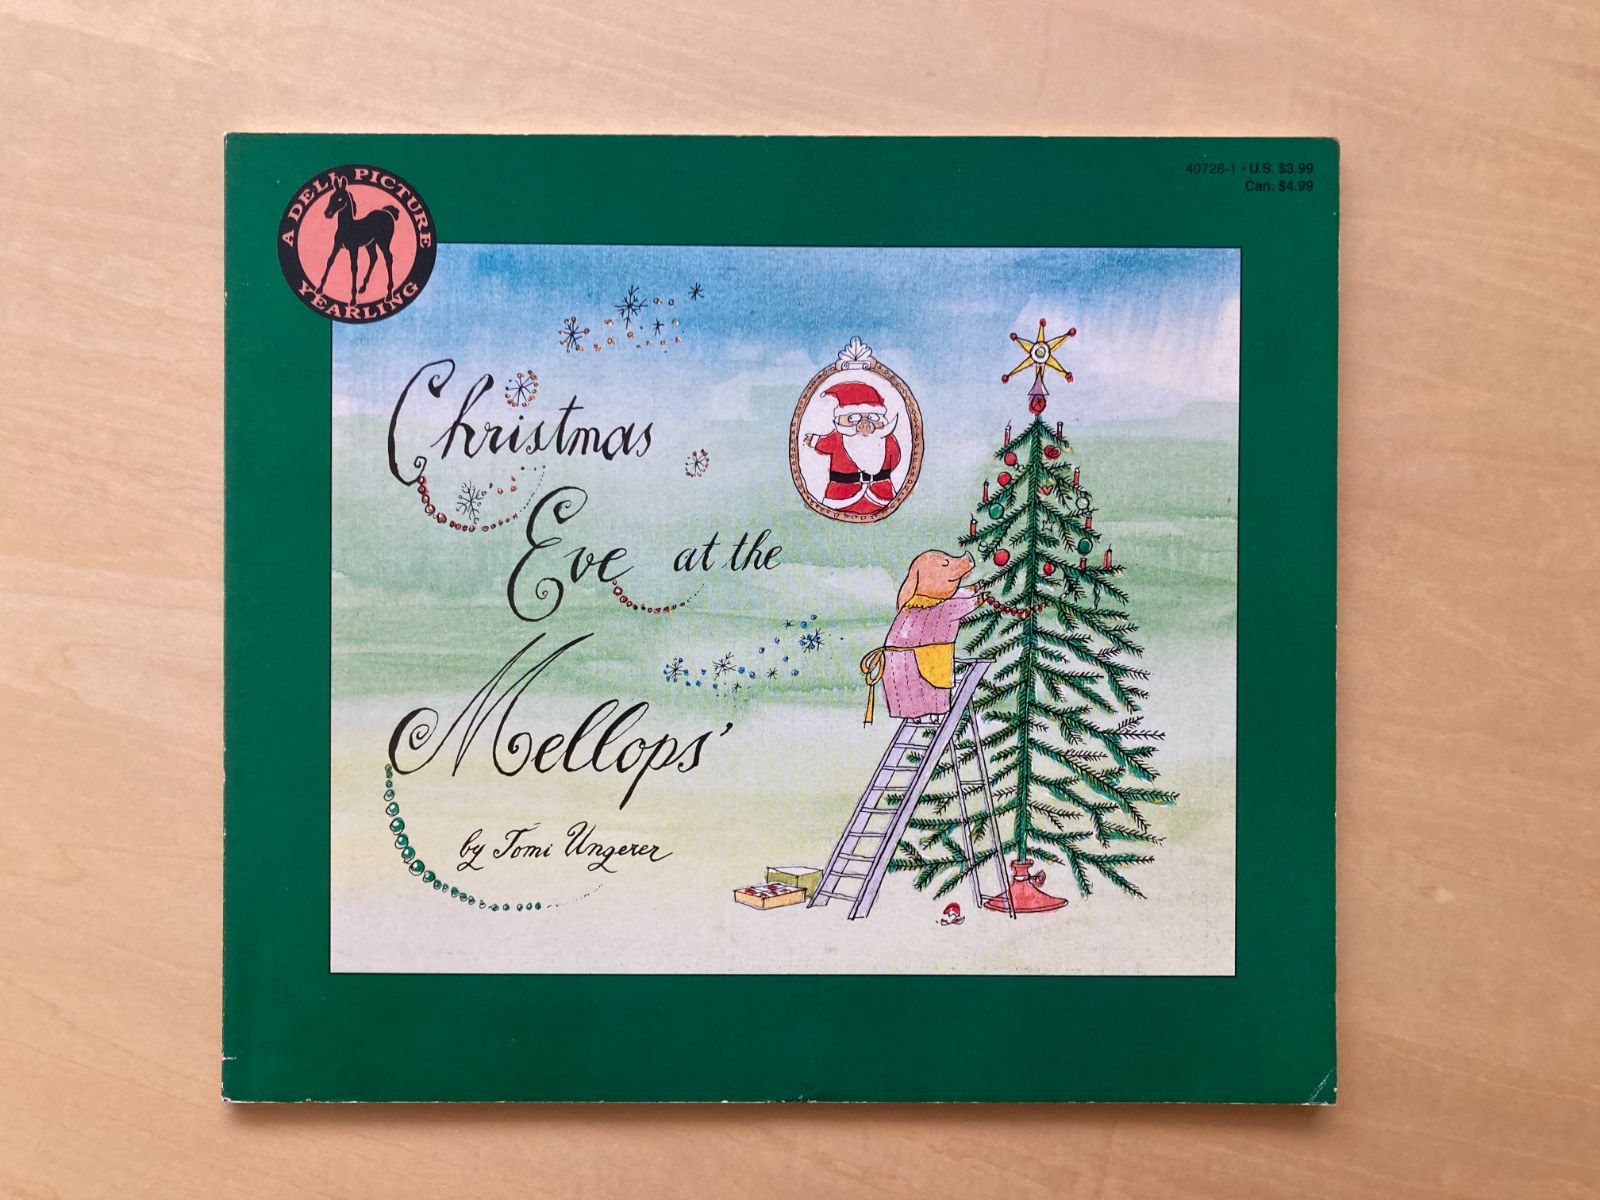 A DELL PICTURE
YEARLING
40728-1 · U.S. $3.99
Can. $4.99
Christmas
Eve at the
Mellops'
by Tomi Ungerer